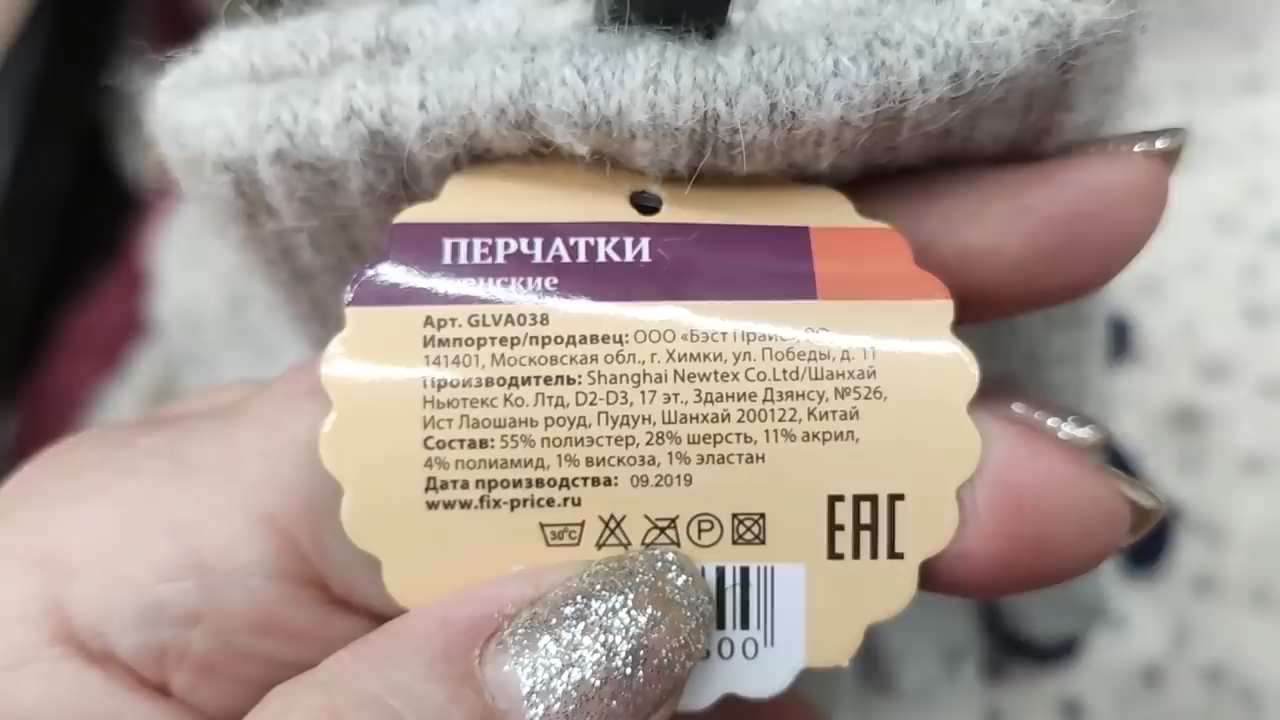 ПЕРЧАТКИ
Арт. GLVA038
Импортер/продавец: ООО «Бэст Прайс»,
141401, Московская обл., г. Химки, ул. Победы, д. 11
Производитель: Shanghai Newtex Co.Ltd/Шанхай
Ньютекс Ко. Лтд, D2-D3, 17 эт., Здание Дзянсу, №526,
Ист Лаошань роуд, Пудун, Шанхай 200122, Китай
Состав: 55% полиэстер, 28% шерсть, 11% акрил,
4% полиамид, 1% вискоза, 1% эластан
Дата производства: 09.2019
www.fix-price.ru
30°C
P
EAC